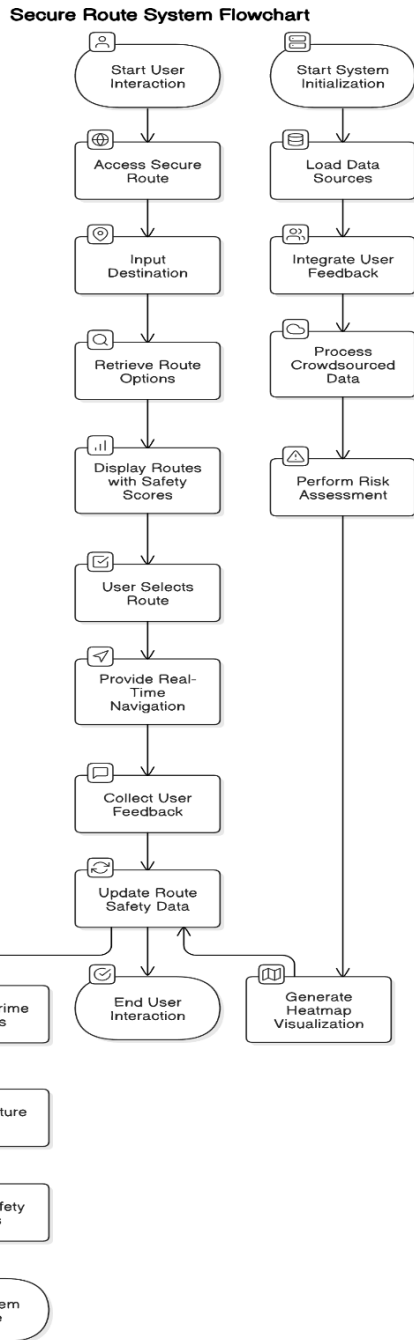 Secure Route System Flowchart
Start User
Interaction
Access Secure
Route
Input
Destination
Retrieve Route
Options
Display Routes
with Safety
Scores
User Selects
Route
Provide Real-
Time
Navigation
Collect User
Feedback
Update Route
Safety Data
End User
Interaction
Start System
Initialization
Load Data
Sources
Integrate User
Feedback
Process
Crowdsourced
Data
Perform Risk
Assessment
Generate
Heatmap
Visualization